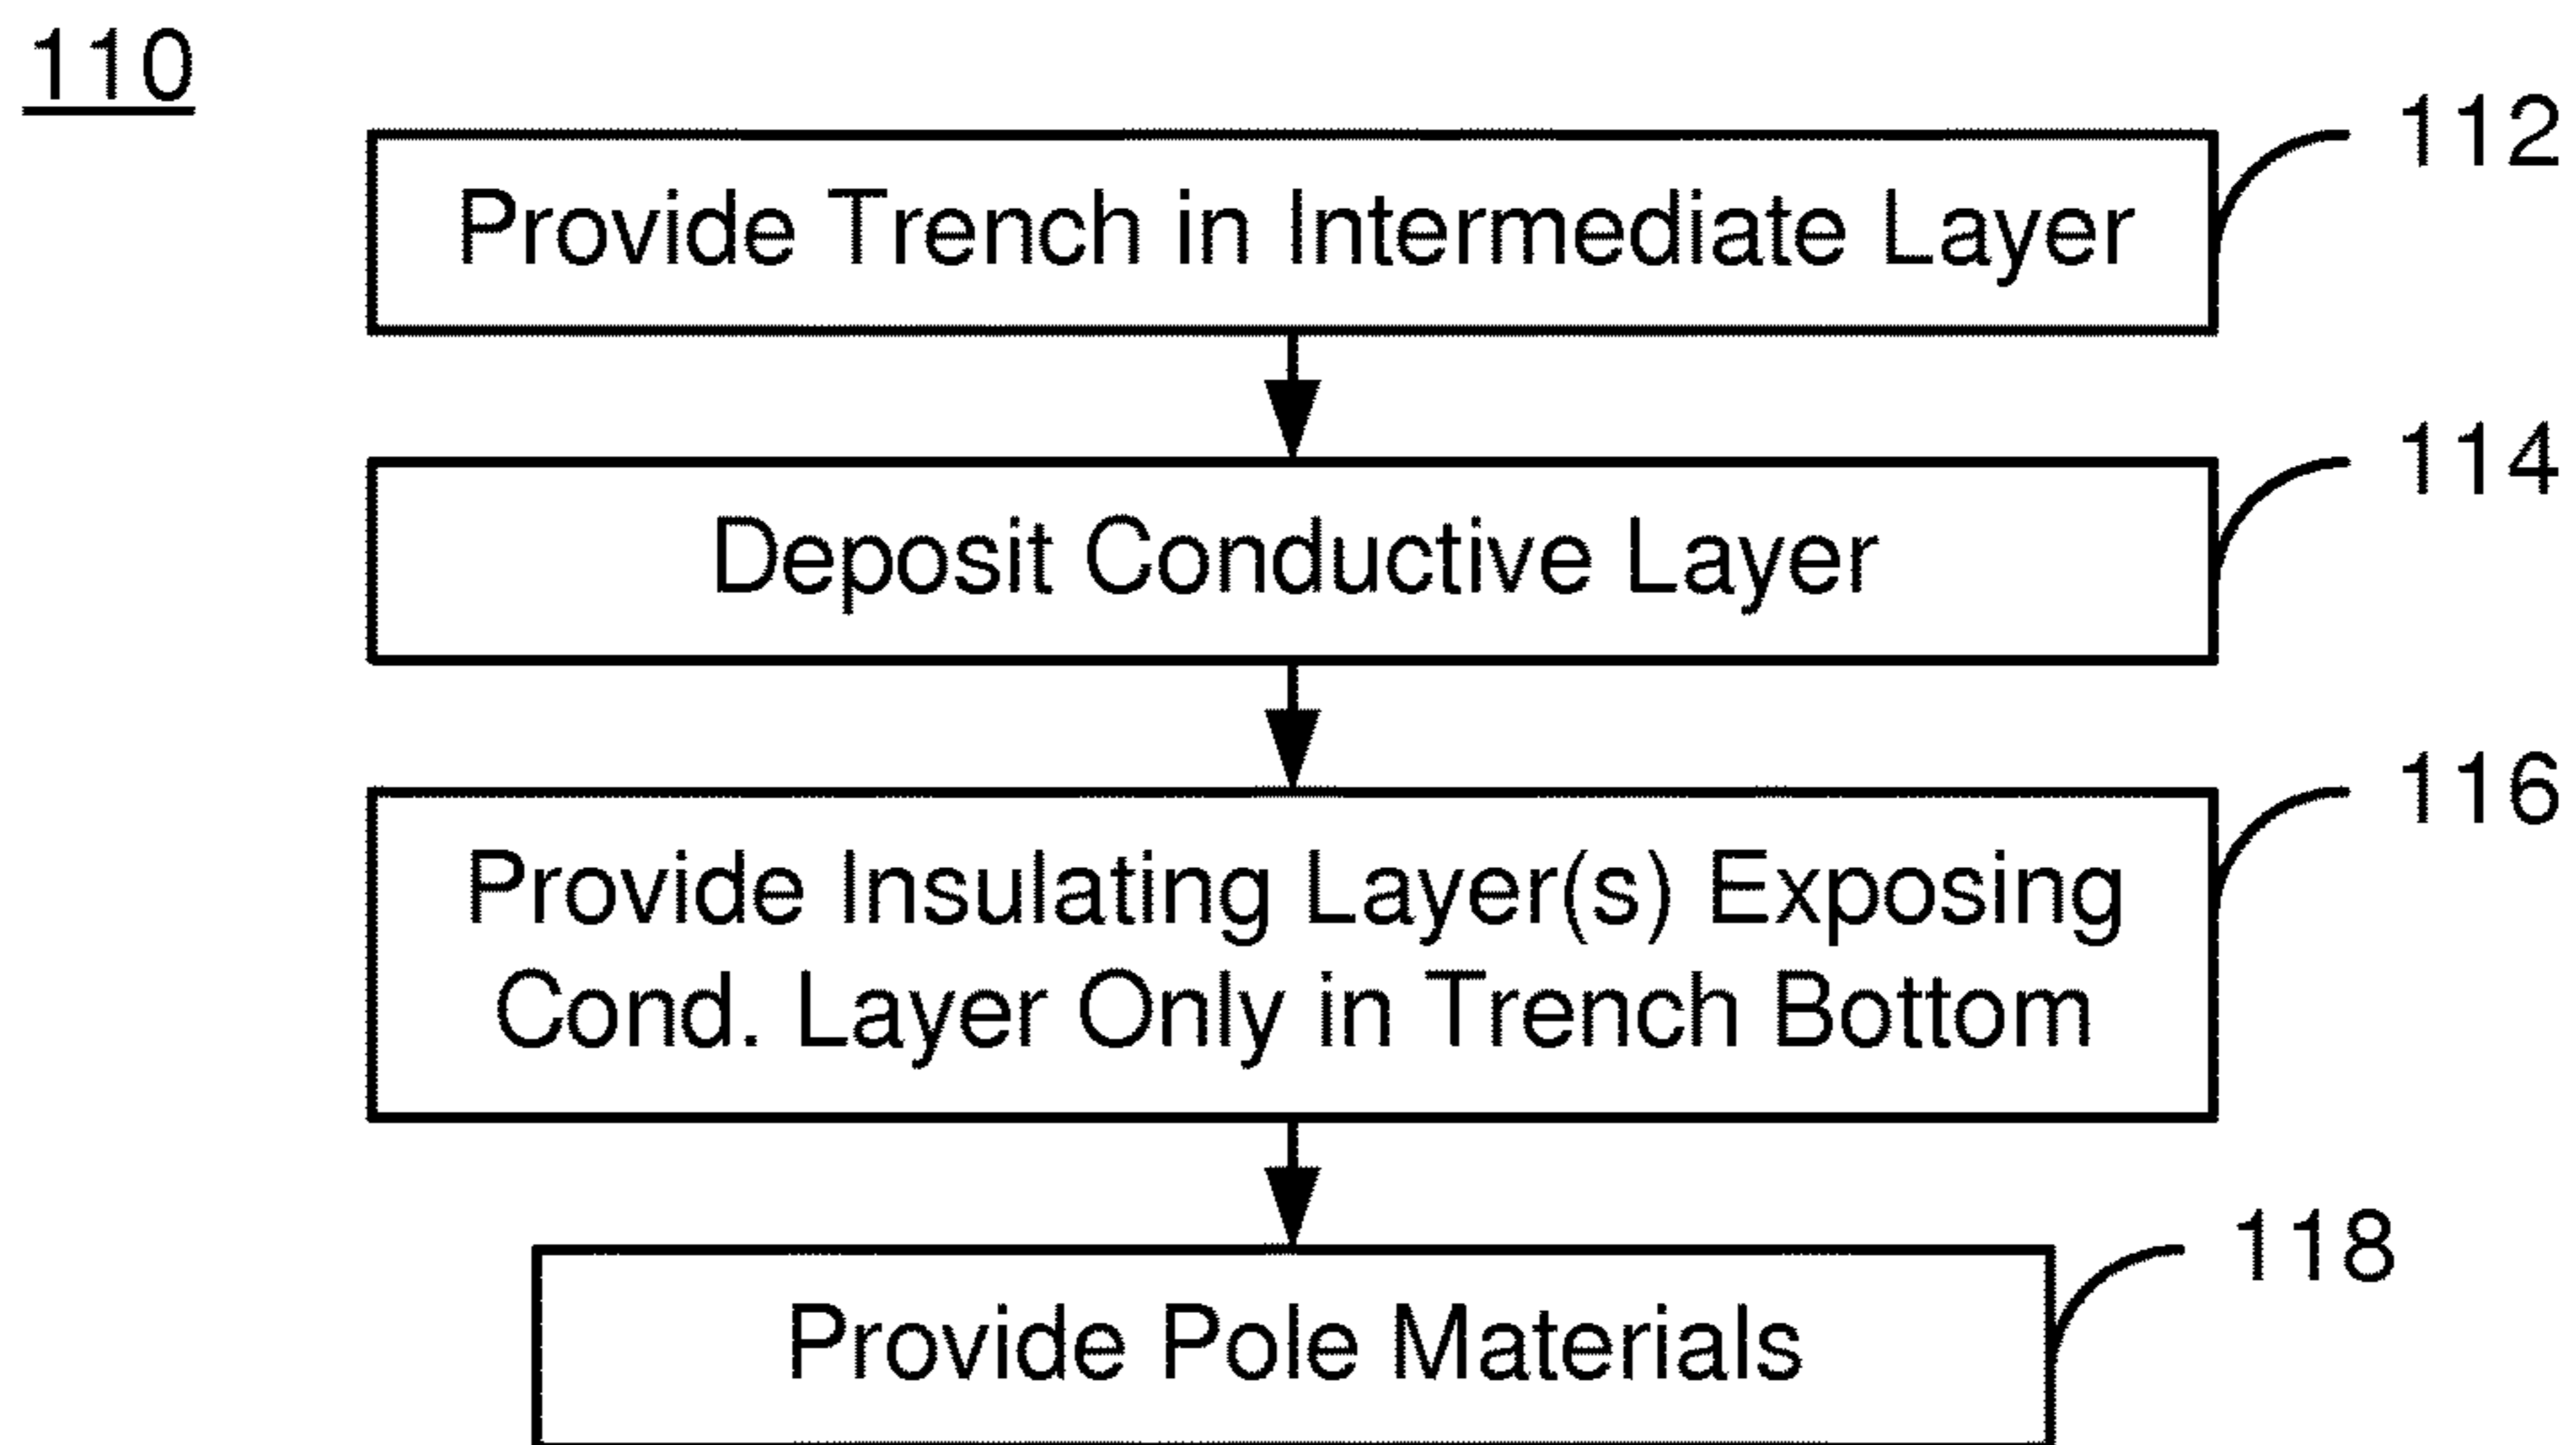 110
112
Provide Trench in Intermediate Layer
114
Deposit Conductive Layer
116
Provide Insulating Layer(s) Exposing
Cond. Layer Only in Trench Bottom
118
Provide Pole Materials